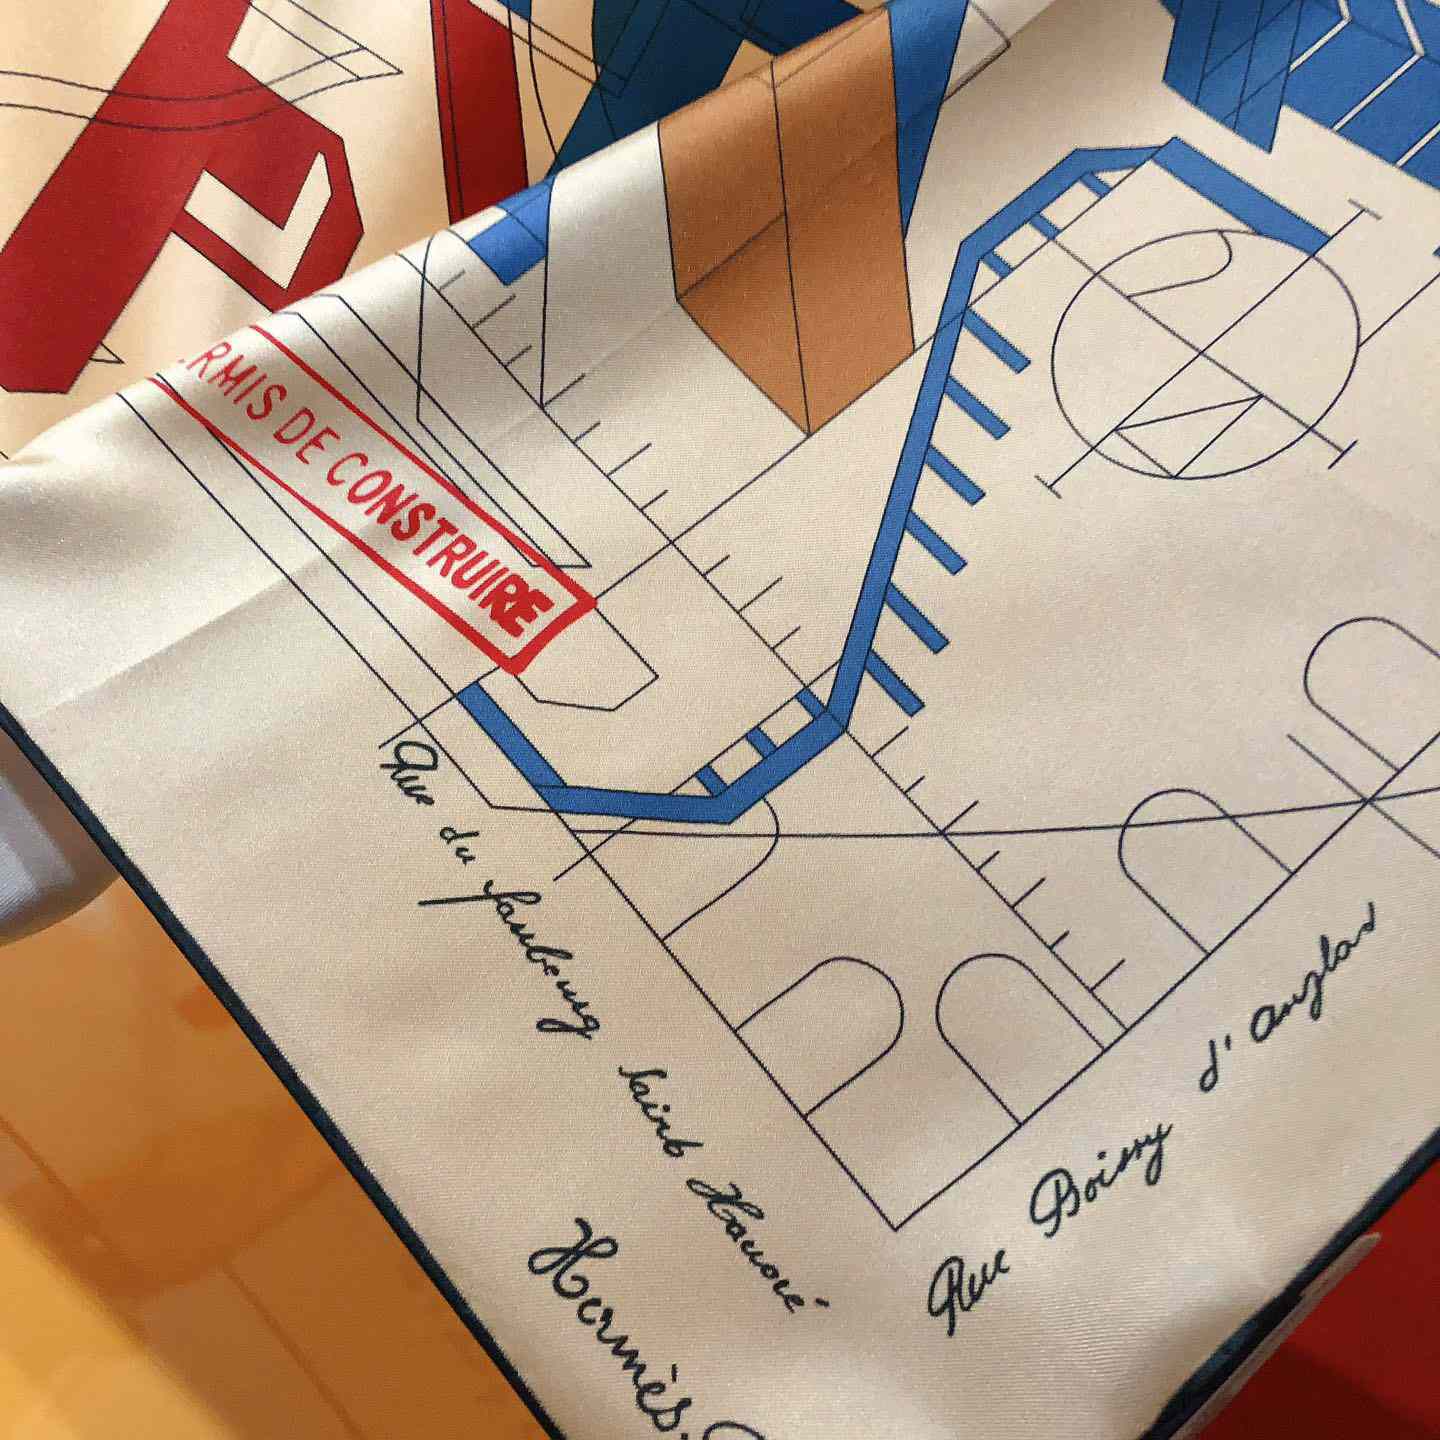 RMIS DE CONSTRUIRE
Rue du faubourg Saint Honoré
Rue Boissy d'Anglas
Hermès.